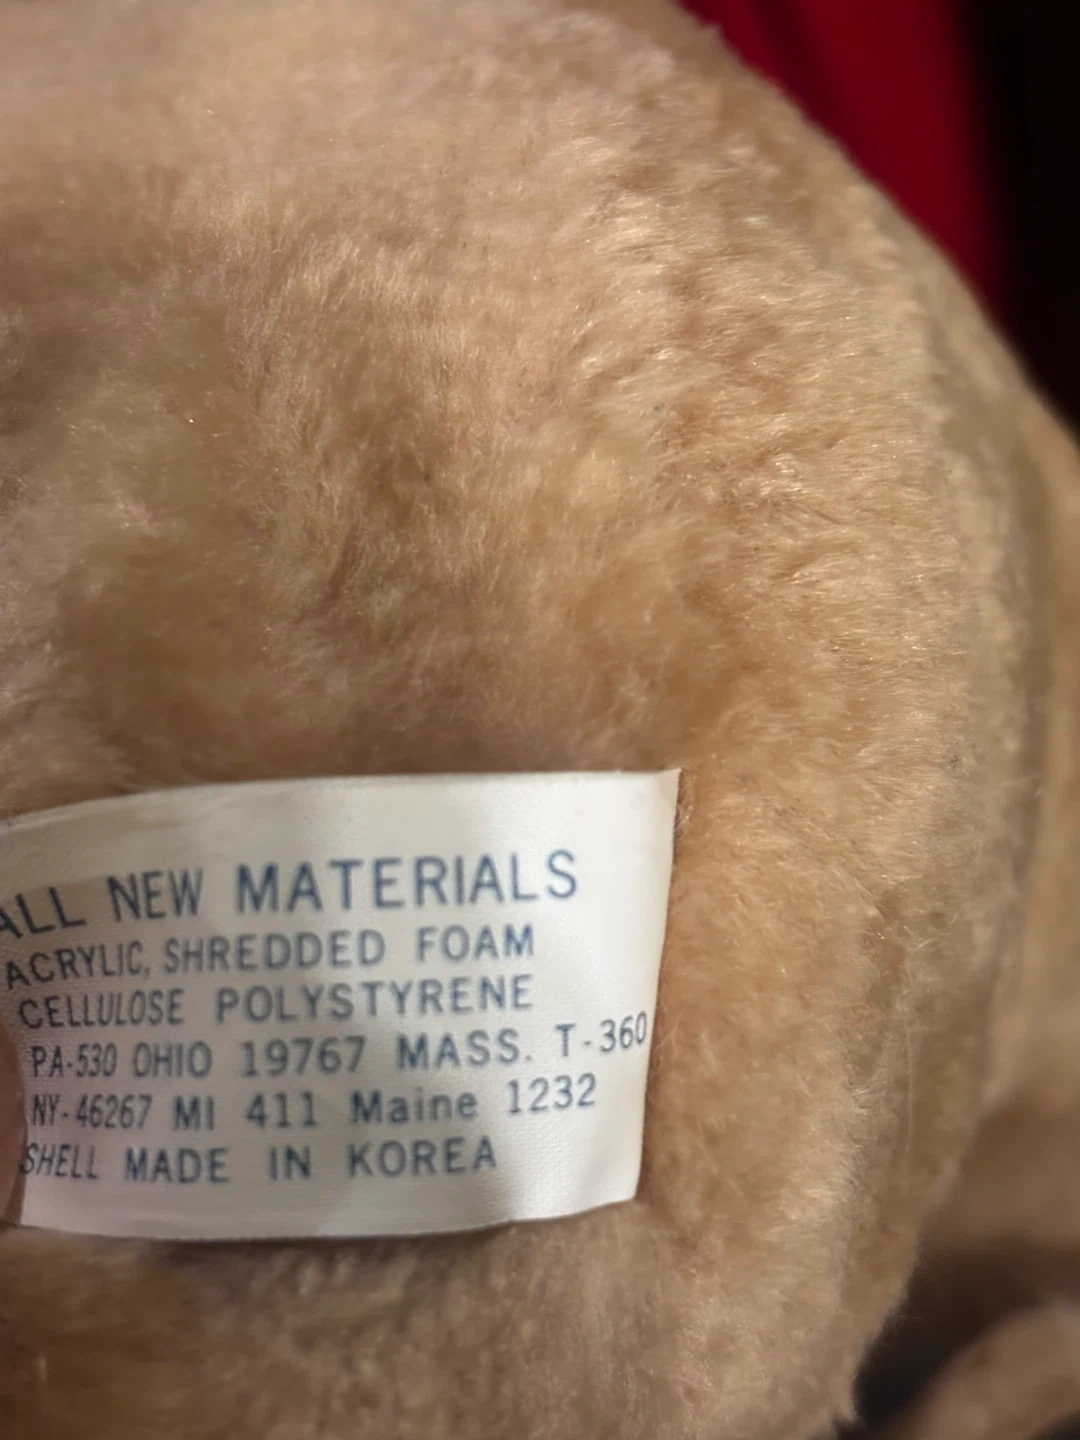 ALL NEW MATERIALS
ACRYLIC, SHREDDED FOAM
CELLULOSE POLYSTYRENE
PA-530 OHIO 19767 MASS. T-360
NY-46267 MI 411 Maine 1232
SHELL MADE IN KOREA